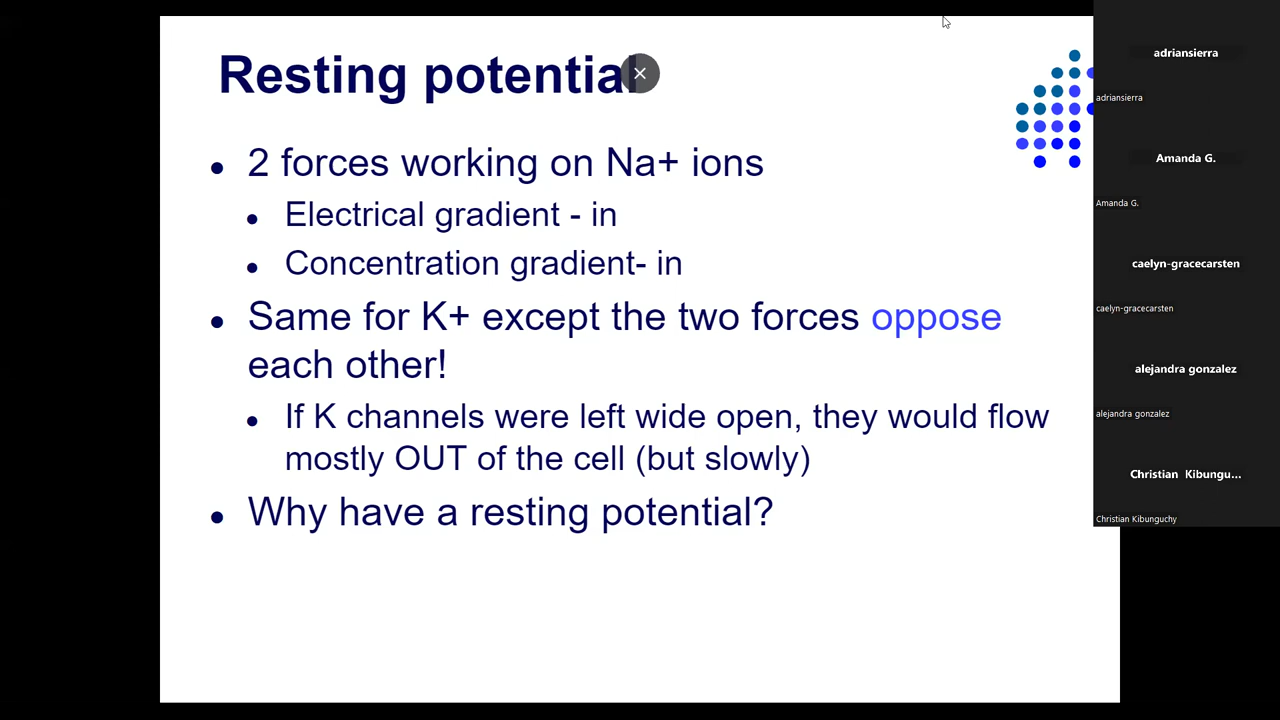 Resting potential
2 forces working on Na+ ions
Electrical gradient - in
Concentration gradient- in
Same for K+ except the two forces oppose
each other!
If K channels were left wide open, they would flow
mostly OUT of the cell (but slowly)
Why have a resting potential?
adriansierra
adriansierra
Amanda G.
Amanda G.
caelyn-gracecarsten
caelyn-gracecarsten
alejandra gonzalez
alejandra gonzalez
Christian Kibungu...
Christian Kibunguchy